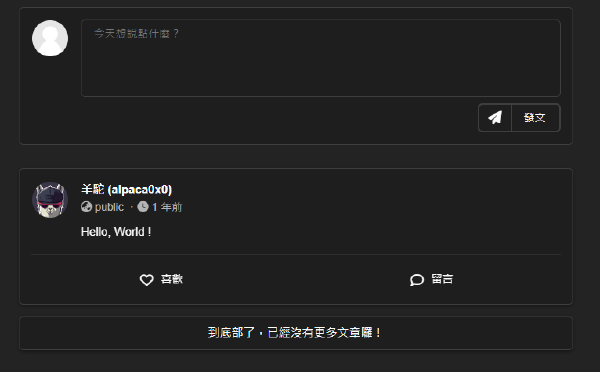 今天想說點什麼？
發文
羊駝 (alpaca0x0)
public · 1 年前
Hello, World !
喜歡
留言
到底部了，已經沒有更多文章囉！